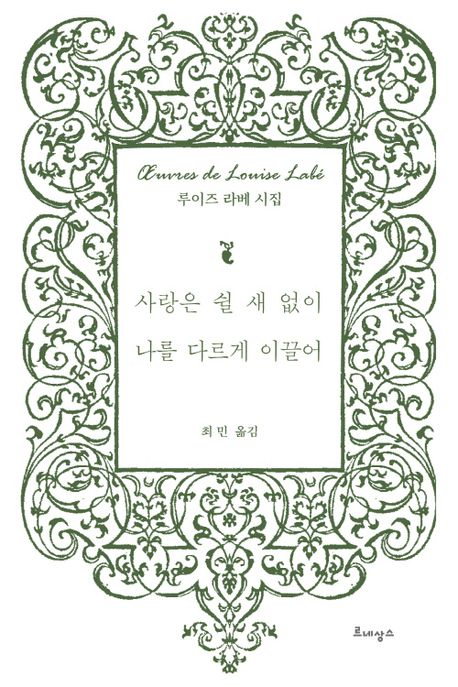 Œuvres de Louise Labé
루이즈 라베 시집
사랑은 쉴 새 없이
나를 다르게 이끌어
최 민 옮김
르네상스